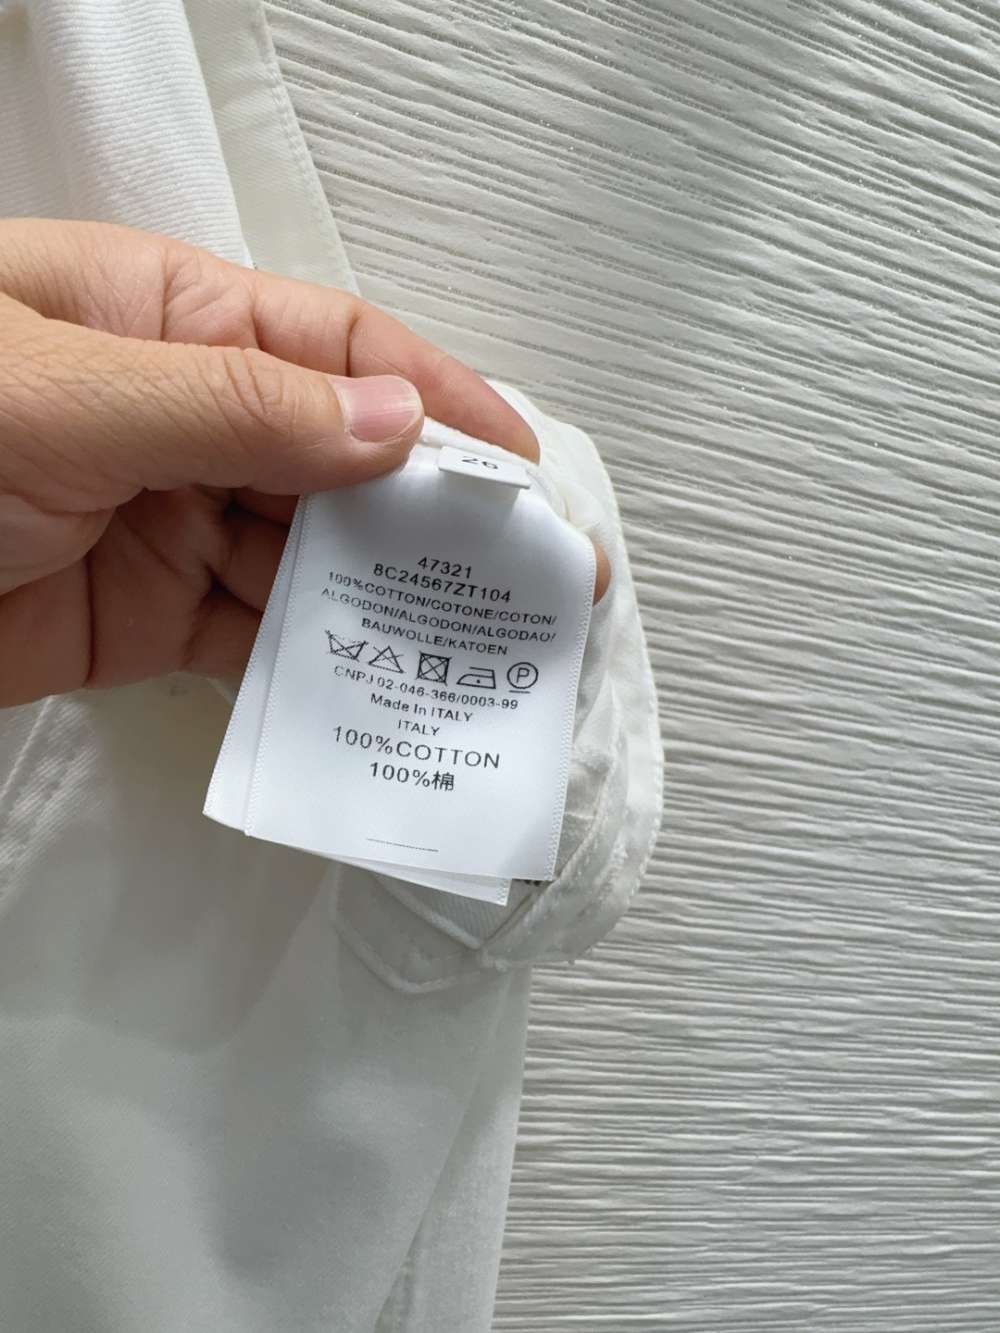 26
47321
8C24567ZT104
100%COTTON/COTONE/COTON/
ALGODON/ALGODON/ALGODAO/
BAUWOLLE/KATOEN
P
CNPJ 02-046-366/0003-99
Made In ITALY
ITALY
100%COTTON
100%棉